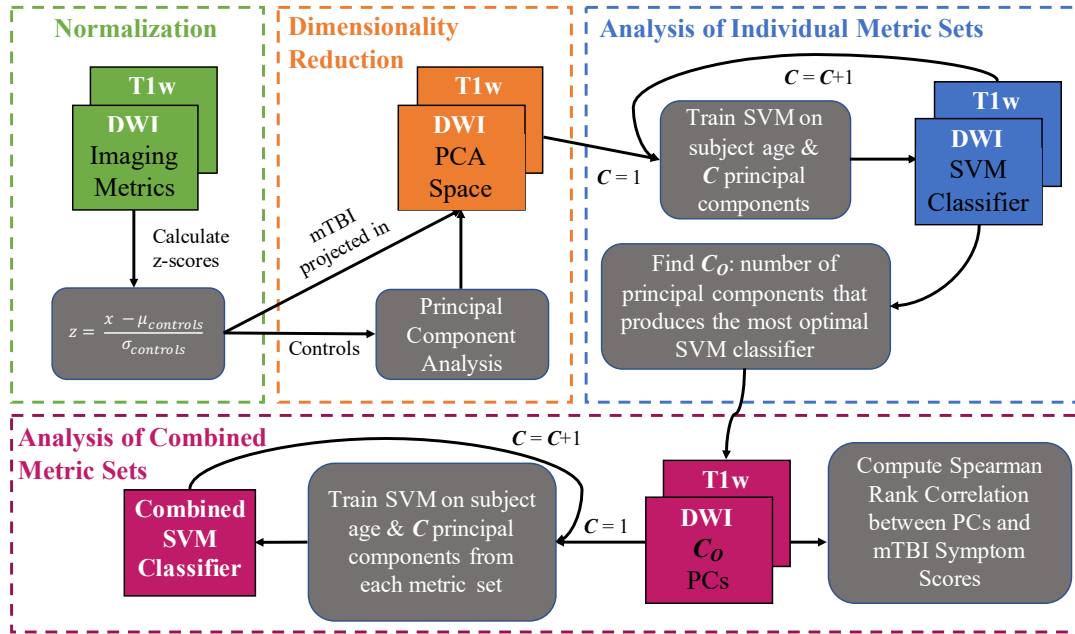 Normalization
T1w
DWI
Imaging
Metrics
Calculate
z-scores
z = x − μcontrols / σcontrols
Dimensionality
Reduction
T1w
DWI
PCA
Space
mTBI
projected in
Controls
Principal
Component
Analysis
Analysis of Individual Metric Sets
C = C+1
C = 1
Train SVM on
subject age &
C principal
components
T1w
DWI
SVM
Classifier
Find CO: number of
principal components that
produces the most optimal
SVM classifier
Analysis of Combined
Metric Sets
C = C+1
Combined
SVM
Classifier
Train SVM on subject
age & C principal
components from
each metric set
C = 1
T1w
DWI
CO
PCs
Compute Spearman
Rank Correlation
between PCs and
mTBI Symptom
Scores